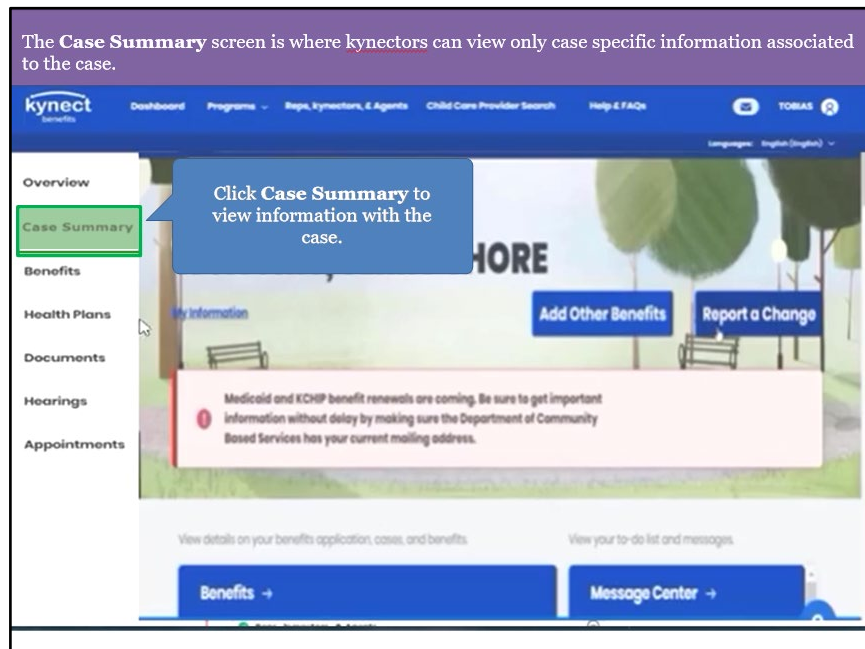 The Case Summary screen is where kynectors can view only case specific information associated
to the case.
kynect
benefits
Dashboard Programs Reps, kynectors, & Agents Child Care Provider Search Help & FAQs TOBIAS
Languages: English (English)
Overview
Case Summary
Benefits
Health Plans
Documents
Hearings
Appointments
Click Case Summary to
view information with the
case.
HORE
My Information
Add Other Benefits
Report a Change
Medicaid and KCHIP benefit renewals are coming. Be sure to get important
information without delay by making sure the Department of Community
Based Services has your current mailing address.
View details on your benefits application, cases, and benefits.
View your to-do list and messages.
Benefits →
Message Center →